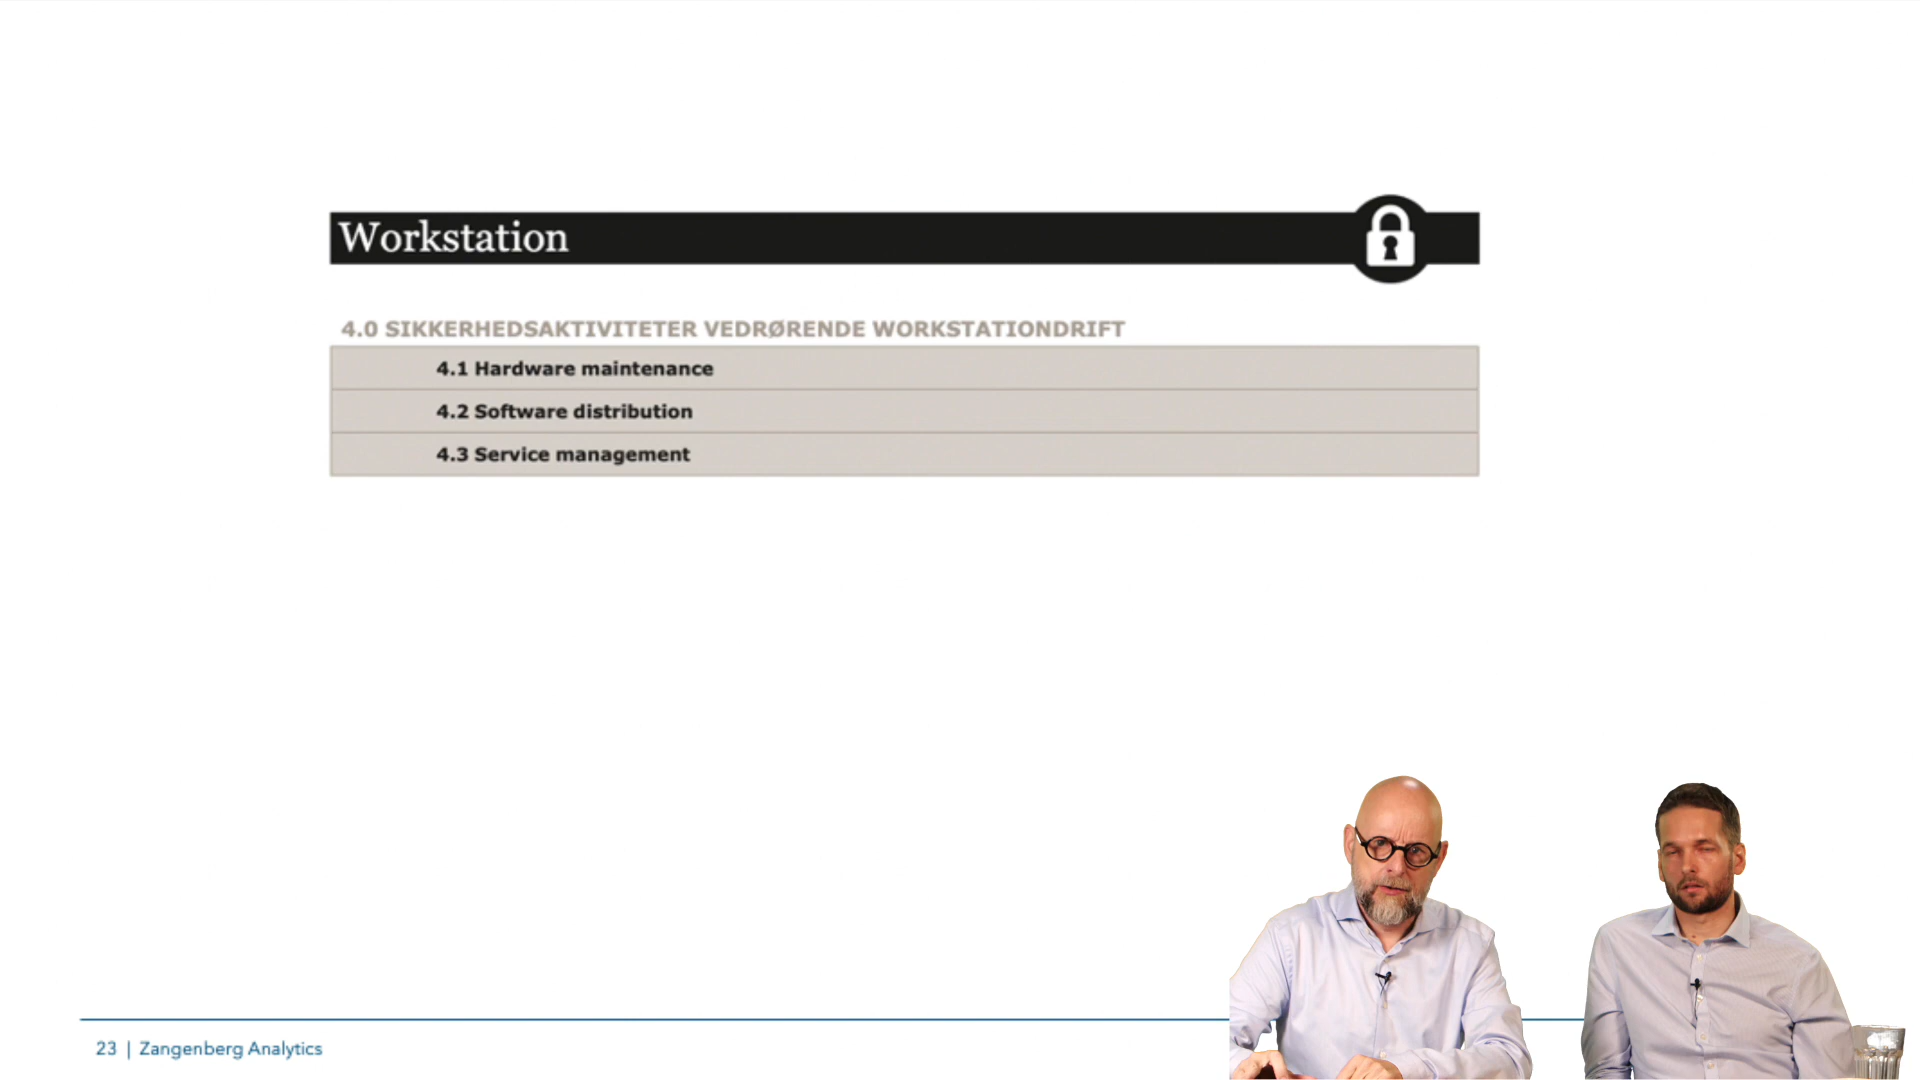 Workstation
4.0 SIKKERHEDSAKTIVITETER VEDRØRENDE WORKSTATIONDRIFT
4.1 Hardware maintenance
4.2 Software distribution
4.3 Service management
23 | Zangenberg Analytics